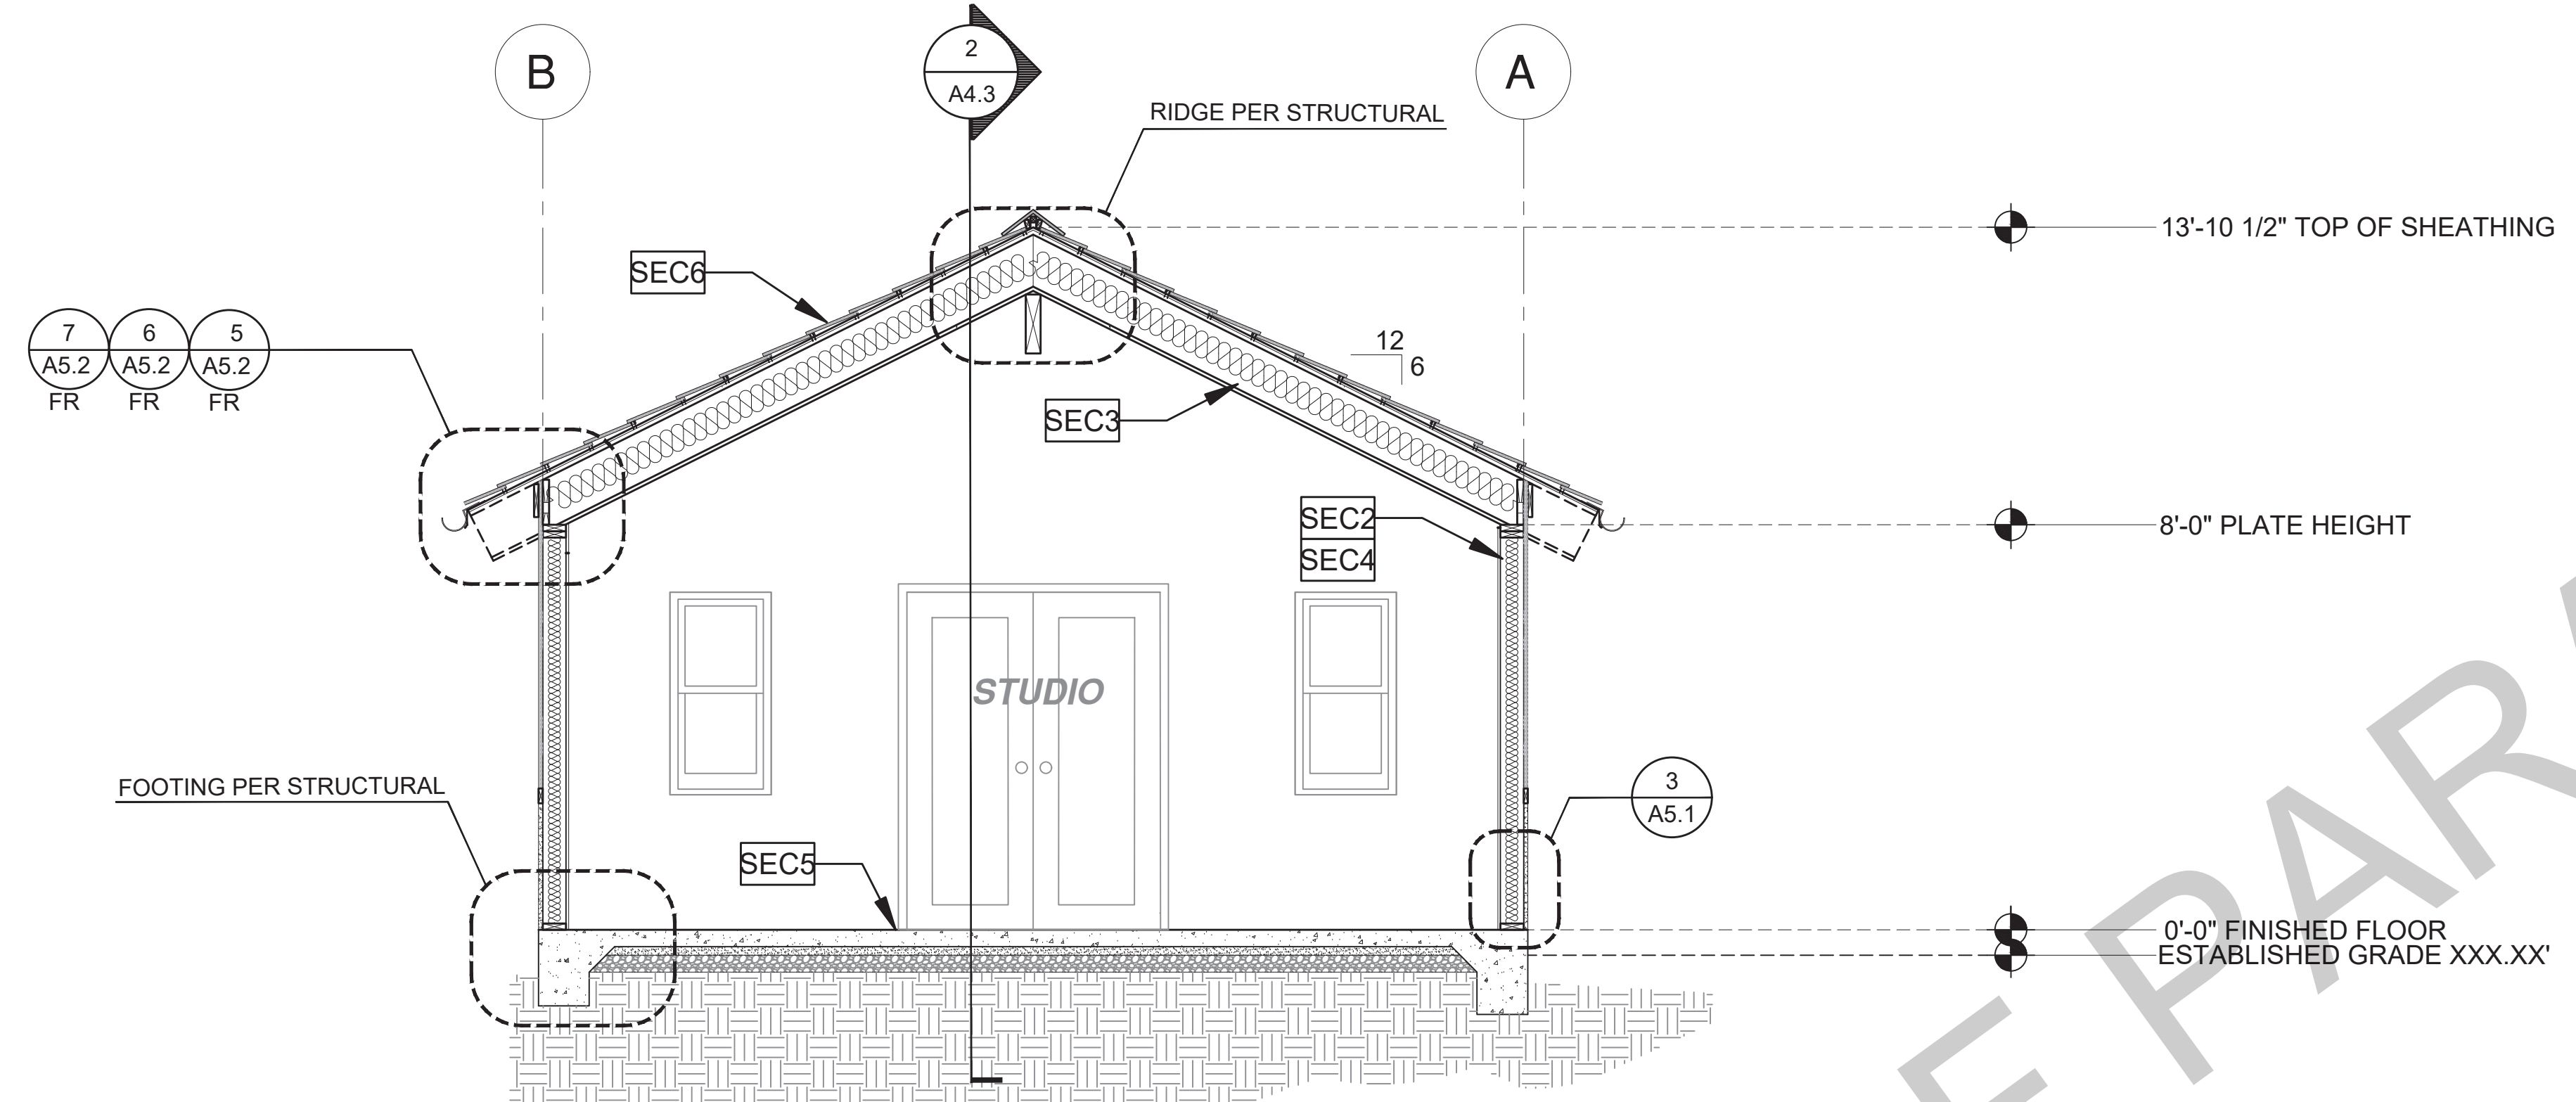 B
2
A4.3
A
RIDGE PER STRUCTURAL
13'-10 1/2" TOP OF SHEATHING
SEC6
7
A5.2
FR
6
A5.2
FR
5
A5.2
FR
12
6
SEC3
SEC2
SEC4
8'-0" PLATE HEIGHT
STUDIO
FOOTING PER STRUCTURAL
3
A5.1
SEC5
0'-0" FINISHED FLOOR
ESTABLISHED GRADE XXX.XX'
E PAR